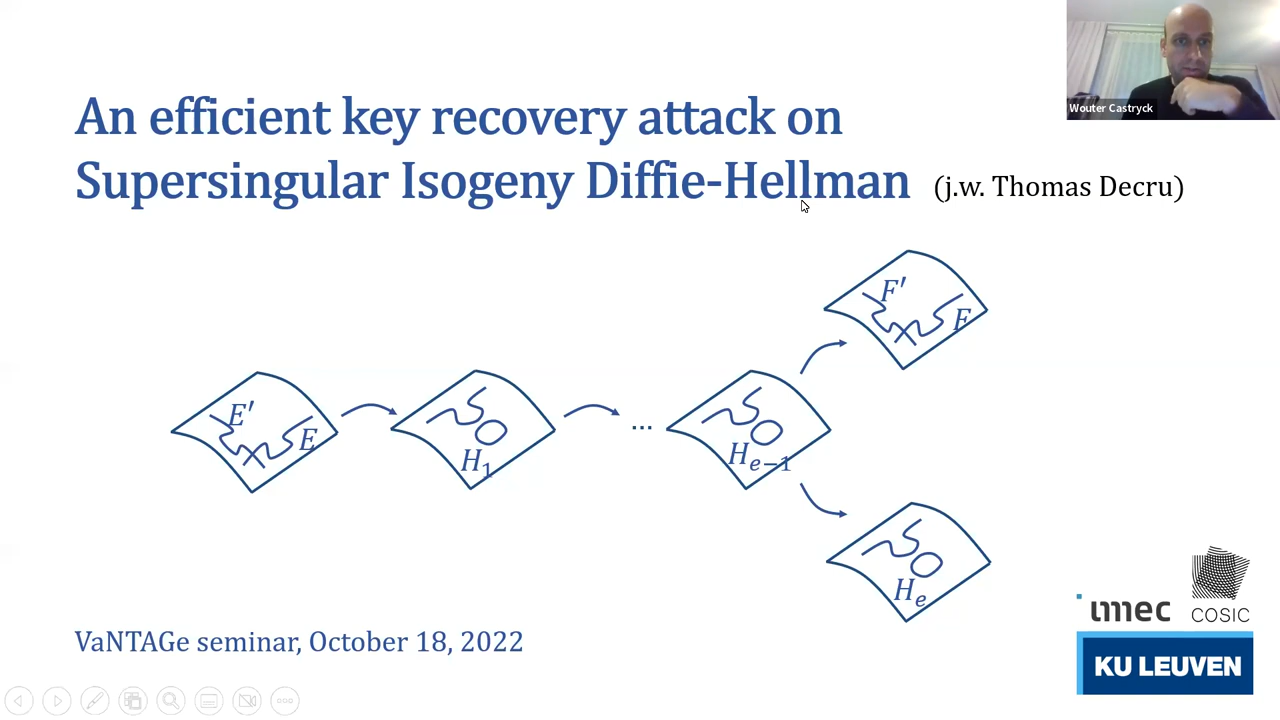 Wouter Castryck
An efficient key recovery attack on
Supersingular Isogeny Diffie-Hellman (j.w. Thomas Decru)
F'
F
E'
E
H₁
...
Hₑ₋₁
Hₑ
VaNTAGe seminar, October 18, 2022
imec
COSIC
KU LEUVEN